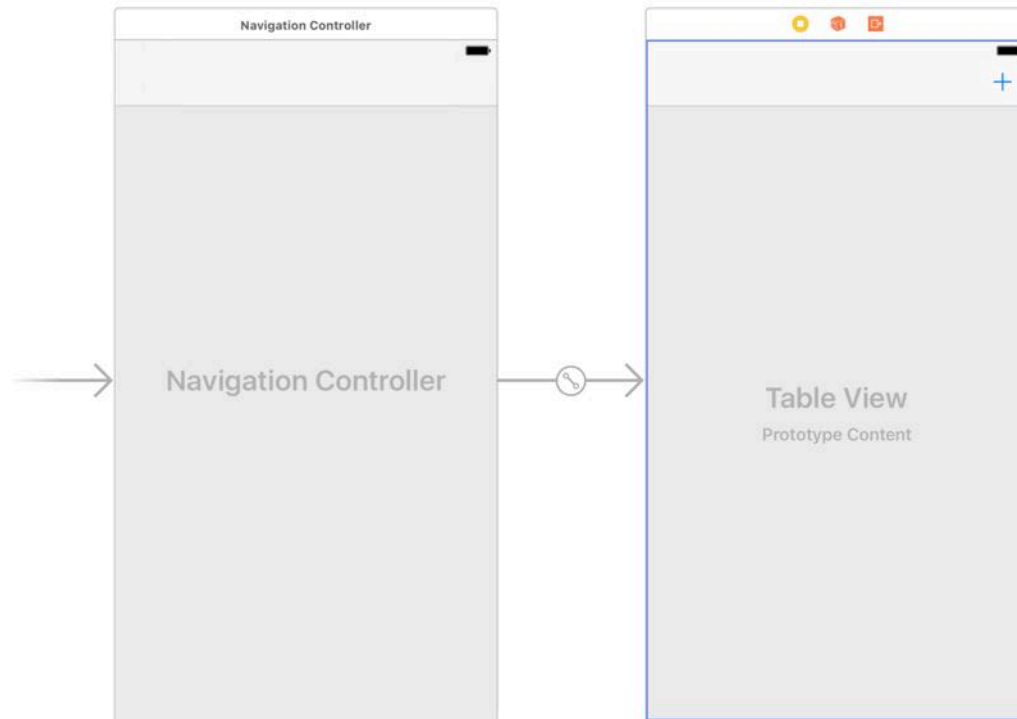 Navigation Controller
Navigation Controller
+
Table View
Prototype Content